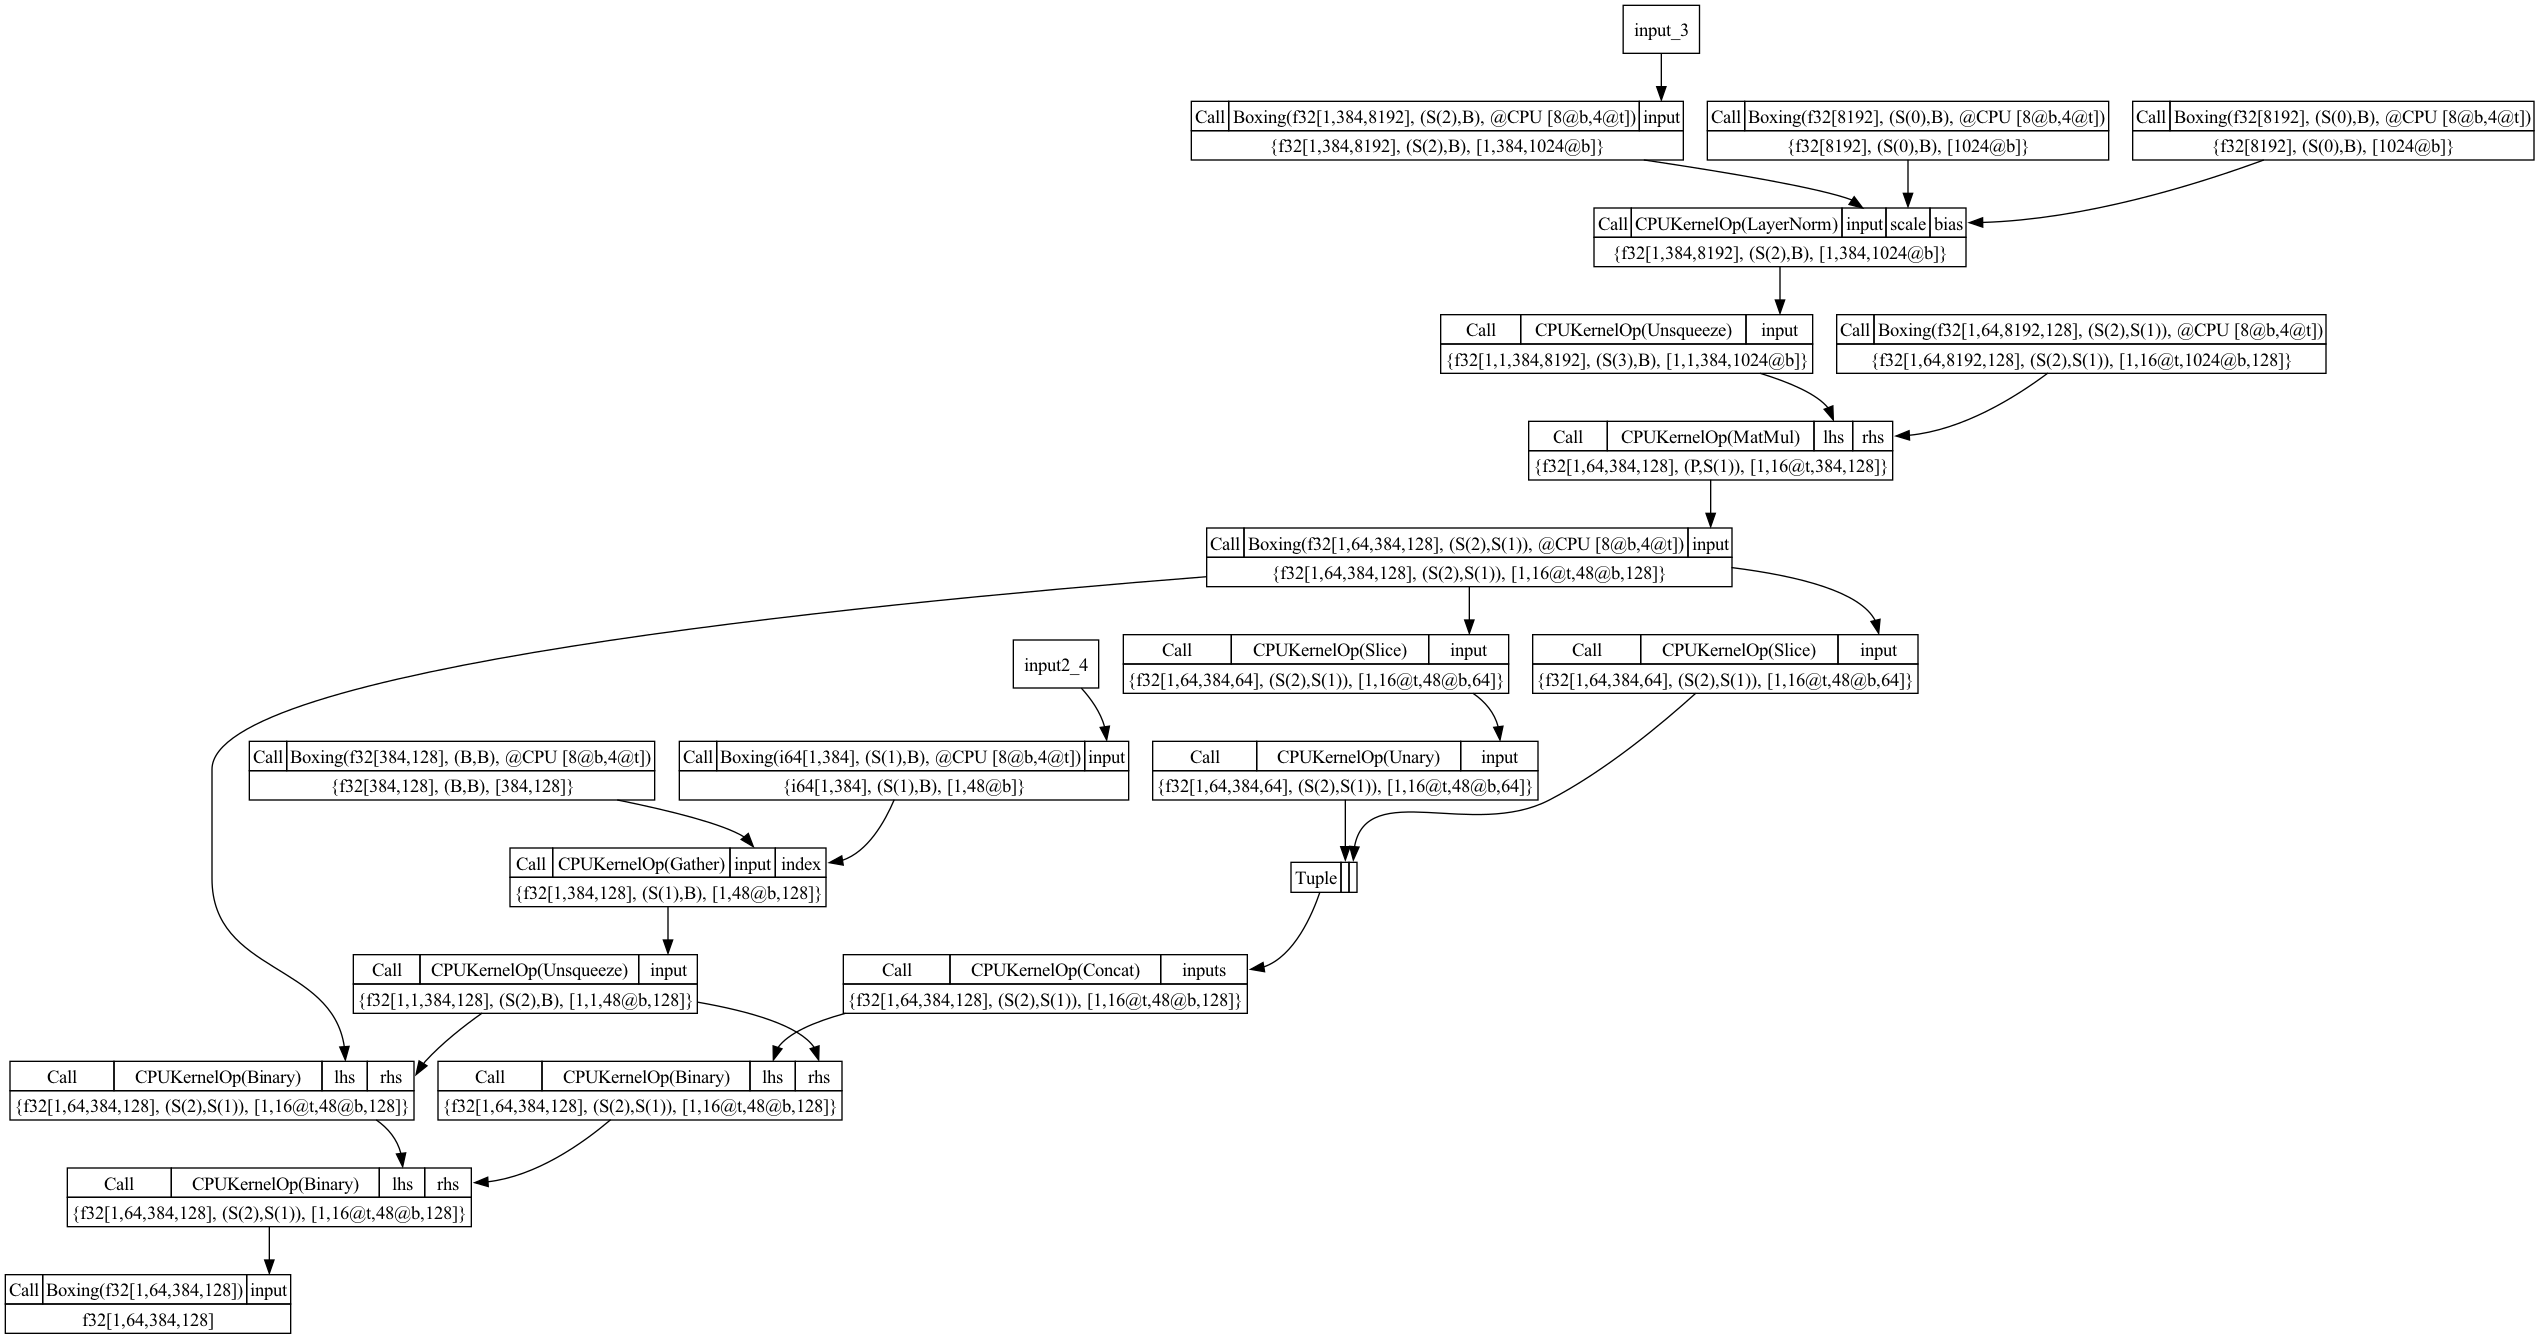 input_3
Call Boxing(f32[1,384,8192], (S(2),B), @CPU [8@b,4@t]) input
{f32[1,384,8192], (S(2),B), [1,384,1024@b]}
Call Boxing(f32[8192], (S(0),B), @CPU [8@b,4@t])
{f32[8192], (S(0),B), [1024@b]}
Call Boxing(f32[8192], (S(0),B), @CPU [8@b,4@t])
{f32[8192], (S(0),B), [1024@b]}
Call CPUKernelOp(LayerNorm) input scale bias
{f32[1,384,8192], (S(2),B), [1,384,1024@b]}
Call CPUKernelOp(Unsqueeze) input
{f32[1,1,384,8192], (S(3),B), [1,1,384,1024@b]}
Call Boxing(f32[1,64,8192,128], (S(2),S(1)), @CPU [8@b,4@t])
{f32[1,64,8192,128], (S(2),S(1)), [1,16@t,1024@b,128]}
Call CPUKernelOp(MatMul) lhs rhs
{f32[1,64,384,128], (P,S(1)), [1,16@t,384,128]}
Call Boxing(f32[1,64,384,128], (S(2),S(1)), @CPU [8@b,4@t]) input
{f32[1,64,384,128], (S(2),S(1)), [1,16@t,48@b,128]}
input2_4
Call CPUKernelOp(Slice) input
{f32[1,64,384,64], (S(2),S(1)), [1,16@t,48@b,64]}
Call CPUKernelOp(Slice) input
{f32[1,64,384,64], (S(2),S(1)), [1,16@t,48@b,64]}
Call Boxing(f32[384,128], (B,B), @CPU [8@b,4@t])
{f32[384,128], (B,B), [384,128]}
Call Boxing(i64[1,384], (S(1),B), @CPU [8@b,4@t]) input
{i64[1,384], (S(1),B), [1,48@b]}
Call CPUKernelOp(Unary) input
{f32[1,64,384,64], (S(2),S(1)), [1,16@t,48@b,64]}
Call CPUKernelOp(Gather) input index
{f32[1,384,128], (S(1),B), [1,48@b,128]}
Tuple
Call CPUKernelOp(Unsqueeze) input
{f32[1,1,384,128], (S(2),B), [1,1,48@b,128]}
Call CPUKernelOp(Concat) inputs
{f32[1,64,384,128], (S(2),S(1)), [1,16@t,48@b,128]}
Call CPUKernelOp(Binary) lhs rhs
{f32[1,64,384,128], (S(2),S(1)), [1,16@t,48@b,128]}
Call CPUKernelOp(Binary) lhs rhs
{f32[1,64,384,128], (S(2),S(1)), [1,16@t,48@b,128]}
Call CPUKernelOp(Binary) lhs rhs
{f32[1,64,384,128], (S(2),S(1)), [1,16@t,48@b,128]}
Call Boxing(f32[1,64,384,128]) input
f32[1,64,384,128]